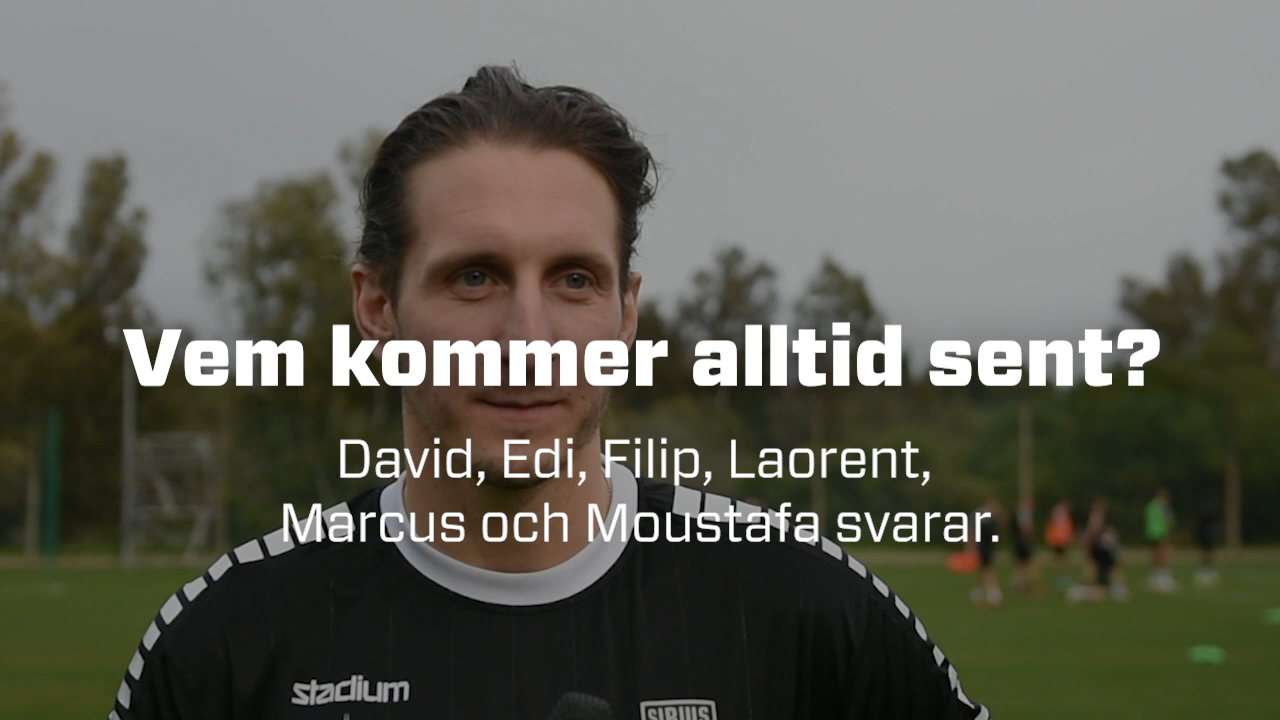 Vem kommer alltid sent?
David, Edi, Filip, Laorent,
Marcus och Moustafa svarar.
stadium
SIRIUS